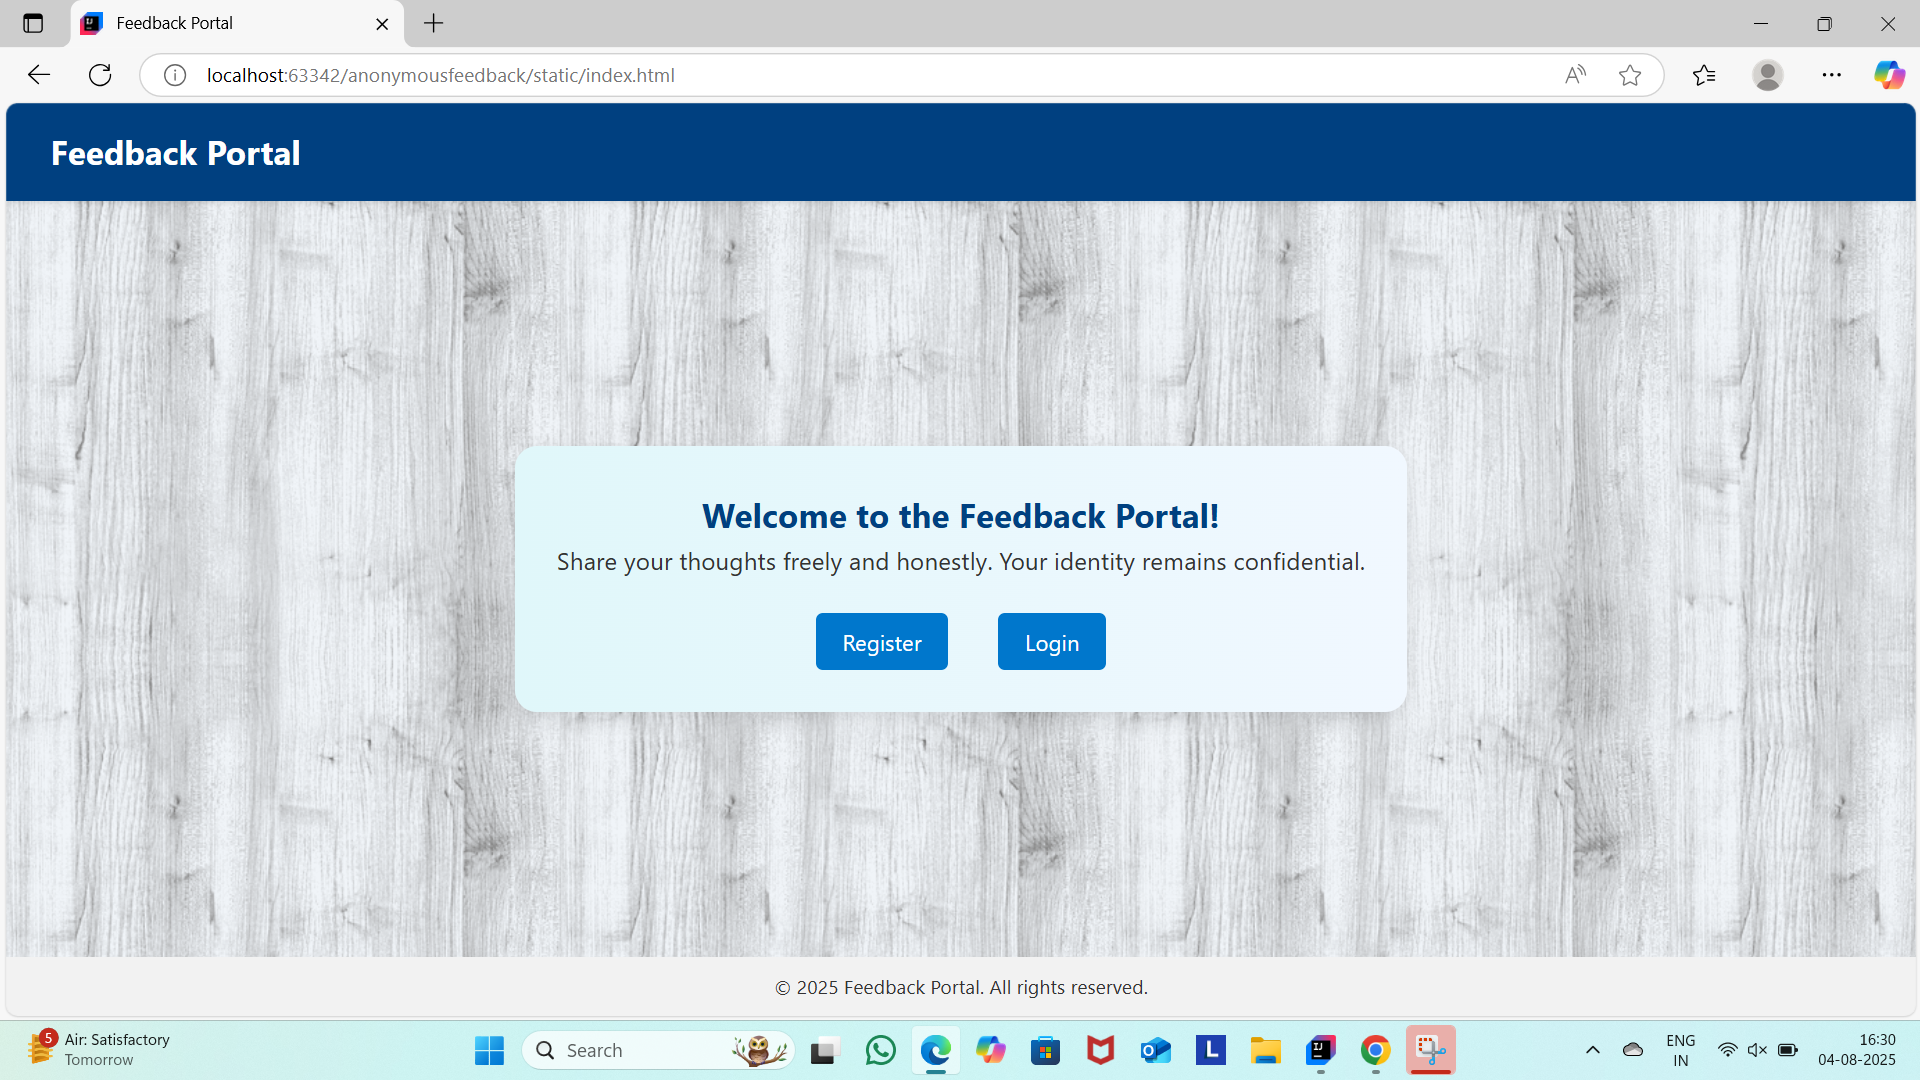 Feedback Portal
localhost:63342/anonymousfeedback/static/index.html
Feedback Portal
Welcome to the Feedback Portal!
Share your thoughts freely and honestly. Your identity remains confidential.
Register
Login
© 2025 Feedback Portal. All rights reserved.
5
Air: Satisfactory
Tomorrow
Search
L
IJ
ENG
IN
16:30
04-08-2025